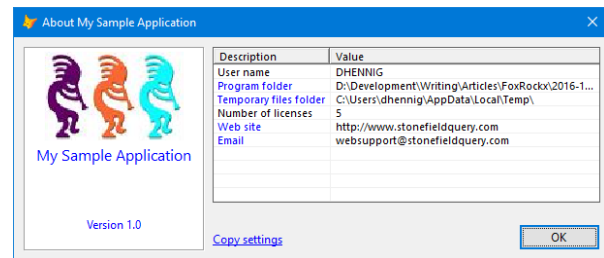 About My Sample Application
Description Value
User name DHENNIG
Program folder D:\Development\Writing\Articles\FoxRockx\2016-1...
Temporary files folder C:\Users\dhennig\AppData\Local\Temp\
Number of licenses 5
Web site http://www.stonefieldquery.com
Email websupport@stonefieldquery.com
My Sample Application
Version 1.0
Copy settings
OK